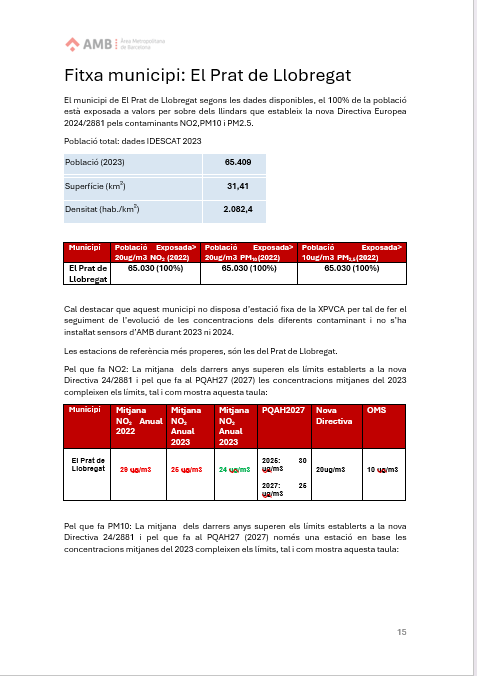 AMB Àrea Metropolitana
de Barcelona
Fitxa municipi: El Prat de Llobregat
El municipi de El Prat de Llobregat segons les dades disponibles, el 100% de la població
està exposada a valors per sobre dels llindars que estableix la nova Directiva Europea
2024/2881 pels contaminants NO2,PM10 i PM2.5.
Població total: dades IDESCAT 2023
Població (2023) 65.409
Superfície (km²) 31,41
Densitat (hab./km²) 2.082,4
Municipi Població Exposada> Població Exposada> Població Exposada>
20ug/m3 NO₂ (2022) 20ug/m3 PM₁₀(2022) 10ug/m3 PM₂,₅(2022)
El Prat de 65.030 (100%) 65.030 (100%) 65.030 (100%)
Llobregat
Cal destacar que aquest municipi no disposa d'estació fixa de la XPVCA per tal de fer el
seguiment de l'evolució de les concentracions dels diferents contaminant i no s'ha
instal·lat sensors d'AMB durant 2023 ni 2024.
Les estacions de referència més properes, són les del Prat de Llobregat.
Pel que fa NO2: La mitjana dels darrers anys superen els límits establerts a la nova
Directiva 24/2881 i pel que fa al PQAH27 (2027) les concentracions mitjanes del 2023
compleixen els límits, tal i com mostra aquesta taula:
Municipi Mitjana Mitjana Mitjana PQAH2027 Nova OMS
NO₂ Anual NO₂ NO₂ Directiva
2022 Anual Anual
2023 2023
El Prat de
Llobregat
29 ug/m3 25 ug/m3 24 ug/m3 2025: 30
ug/m3
2027: 25
ug/m3
20ug/m3 10 ug/m3
Pel que fa PM10: La mitjana dels darrers anys superen els límits establerts a la nova
Directiva 24/2881 i pel que fa al PQAH27 (2027) només una estació en base les
concentracions mitjanes del 2023 compleixen els límits, tal i com mostra aquesta taula:
15